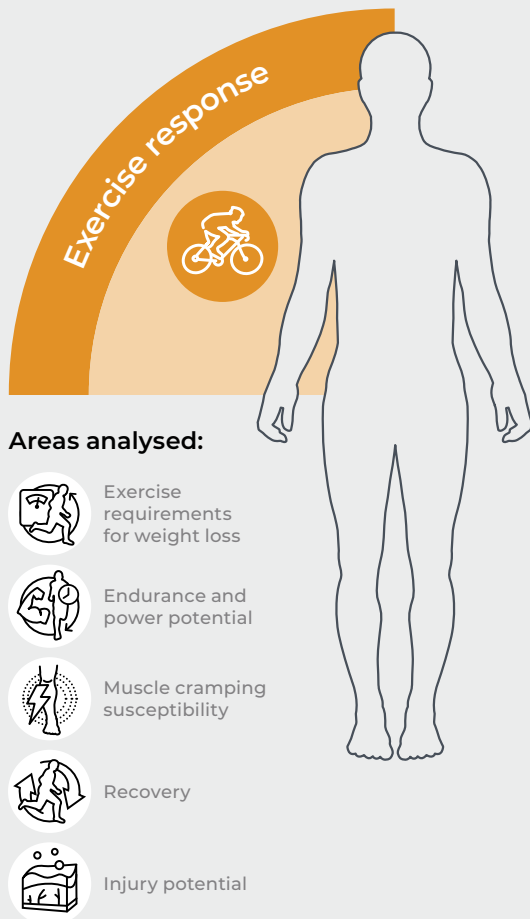 Exercise response
Areas analysed:
Exercise
requirements
for weight loss
Endurance and
power potential
Muscle cramping
susceptibility
Recovery
Injury potential